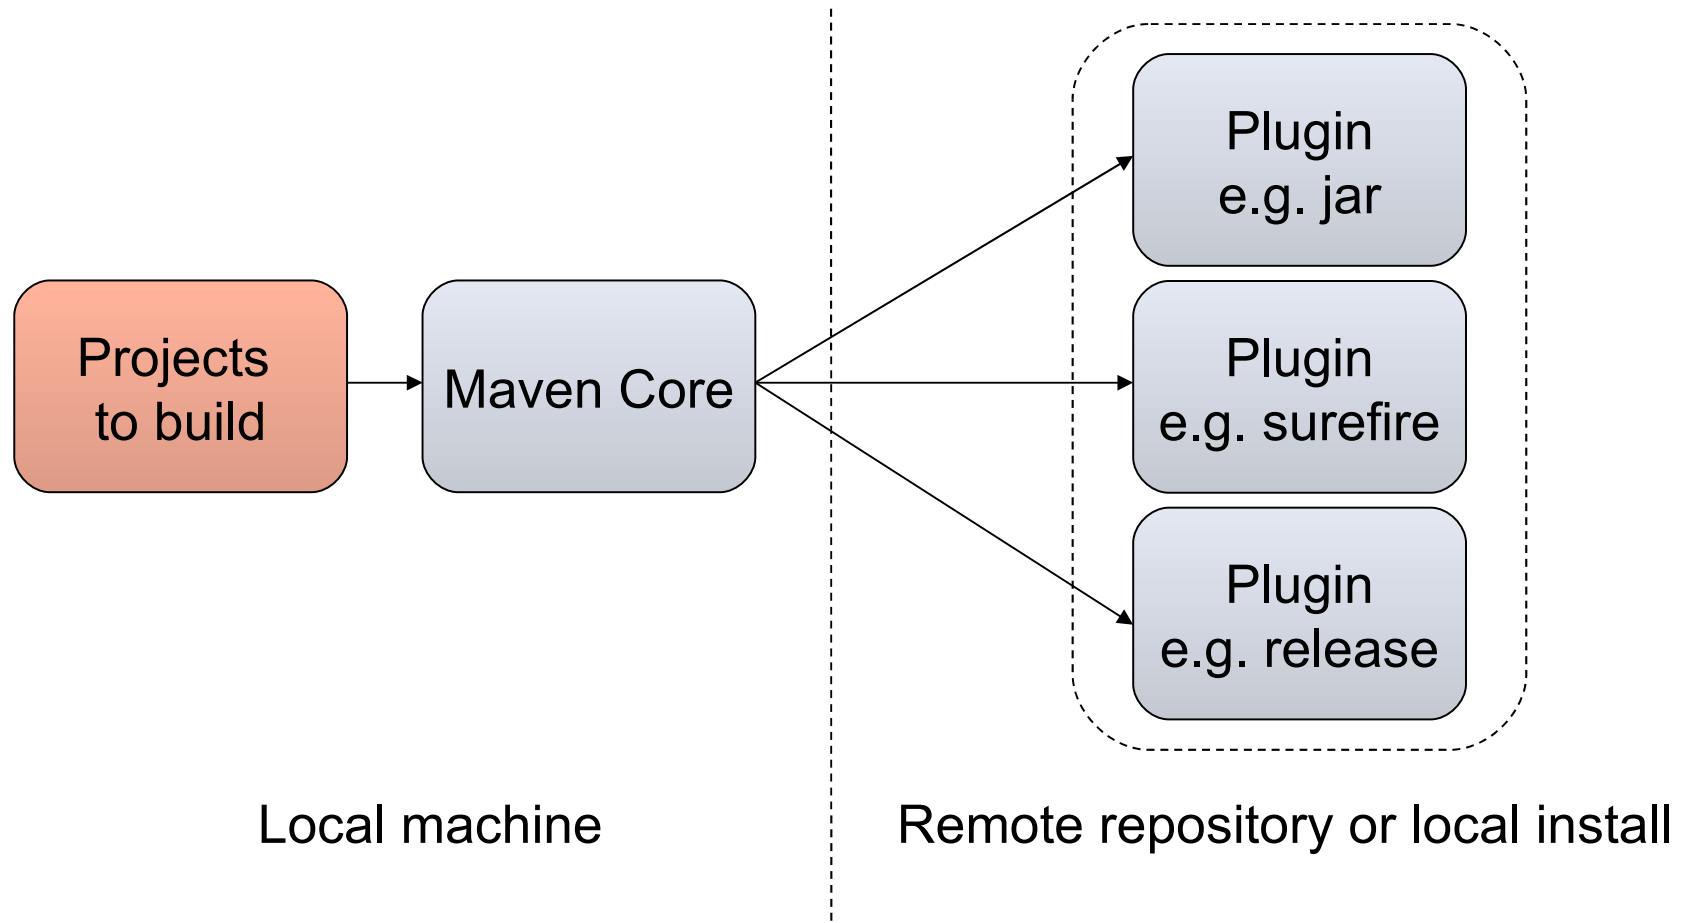 Projects
to build
Maven Core
Plugin
e.g. jar
Plugin
e.g. surefire
Plugin
e.g. release
Local machine
Remote repository or local install